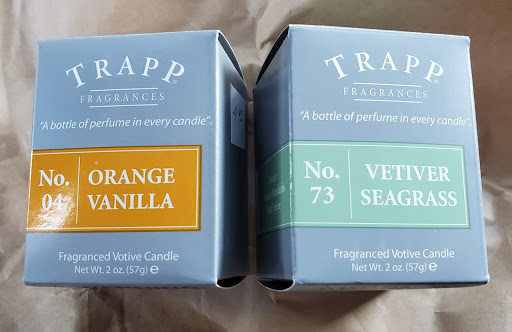 TRAPP
FRAGRANCES
"A bottle of perfume in every candle"
No.
04
ORANGE
VANILLA
Fragranced Votive Candle
Net Wt. 2 oz. (57g) ℮
TRAPP
FRAGRANCES
"A bottle of perfume in every candle"
No.
73
VETIVER
SEAGRASS
Fragranced Votive Candle
Net Wt. 2 oz. (57g) ℮